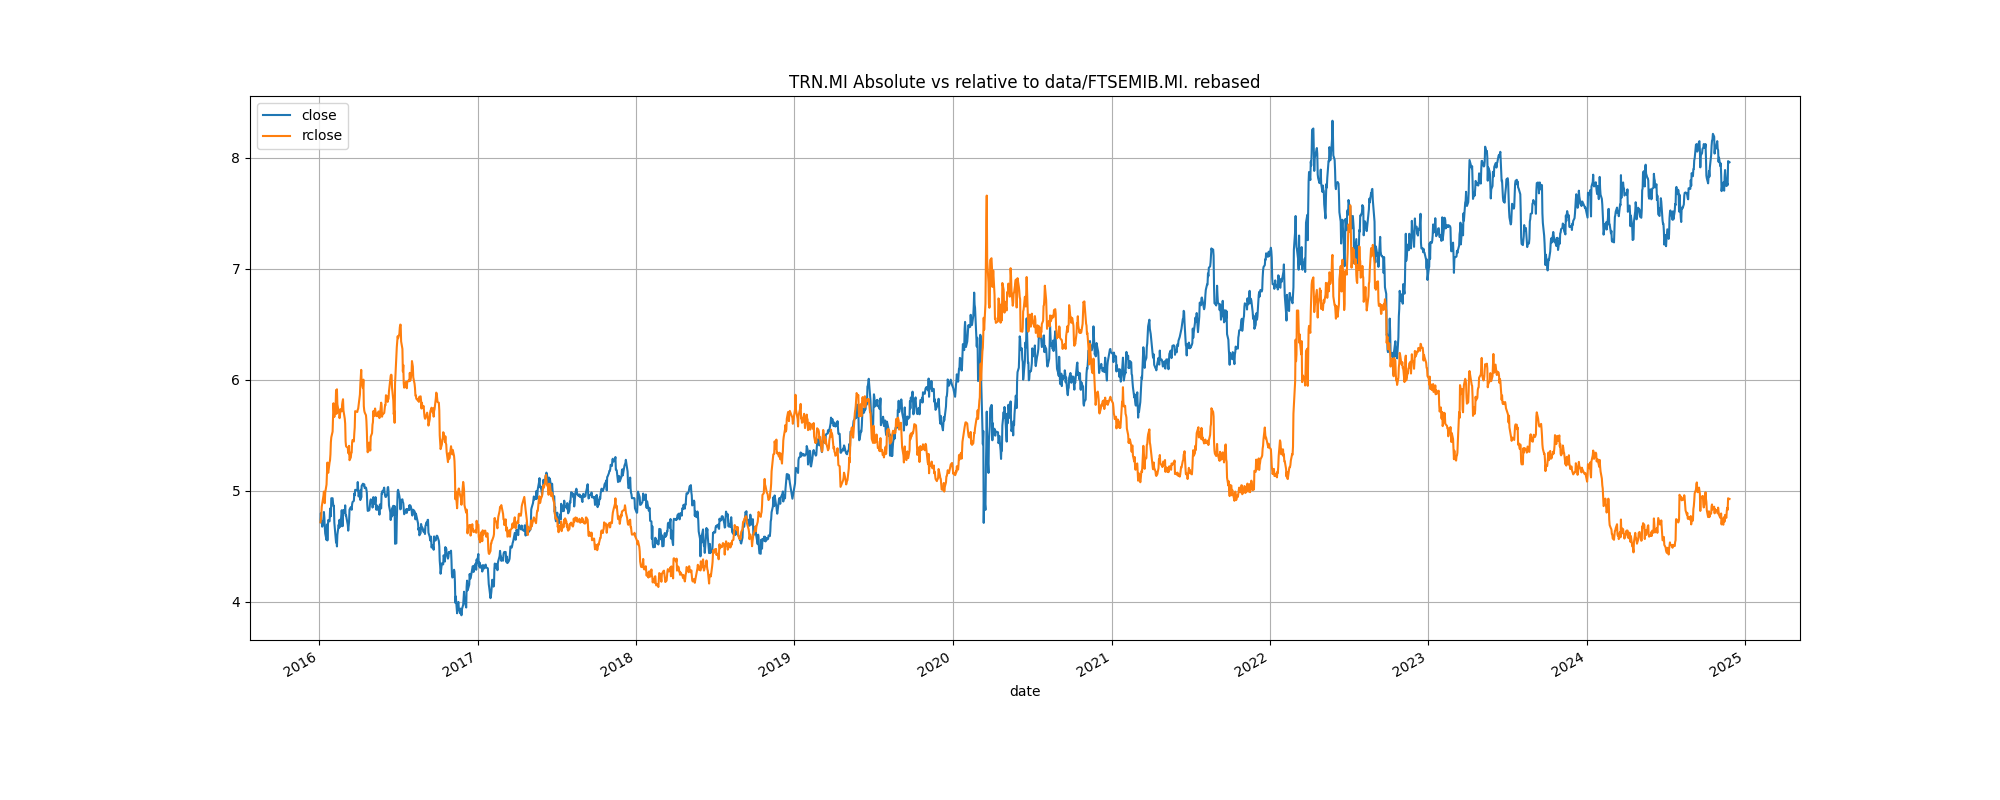 TRN.MI Absolute vs relative to data/FTSEMIB.MI. rebased
close
rclose
8
7
6
5
4
2016 2017 2018 2019 2020 2021 2022 2023 2024 2025
date